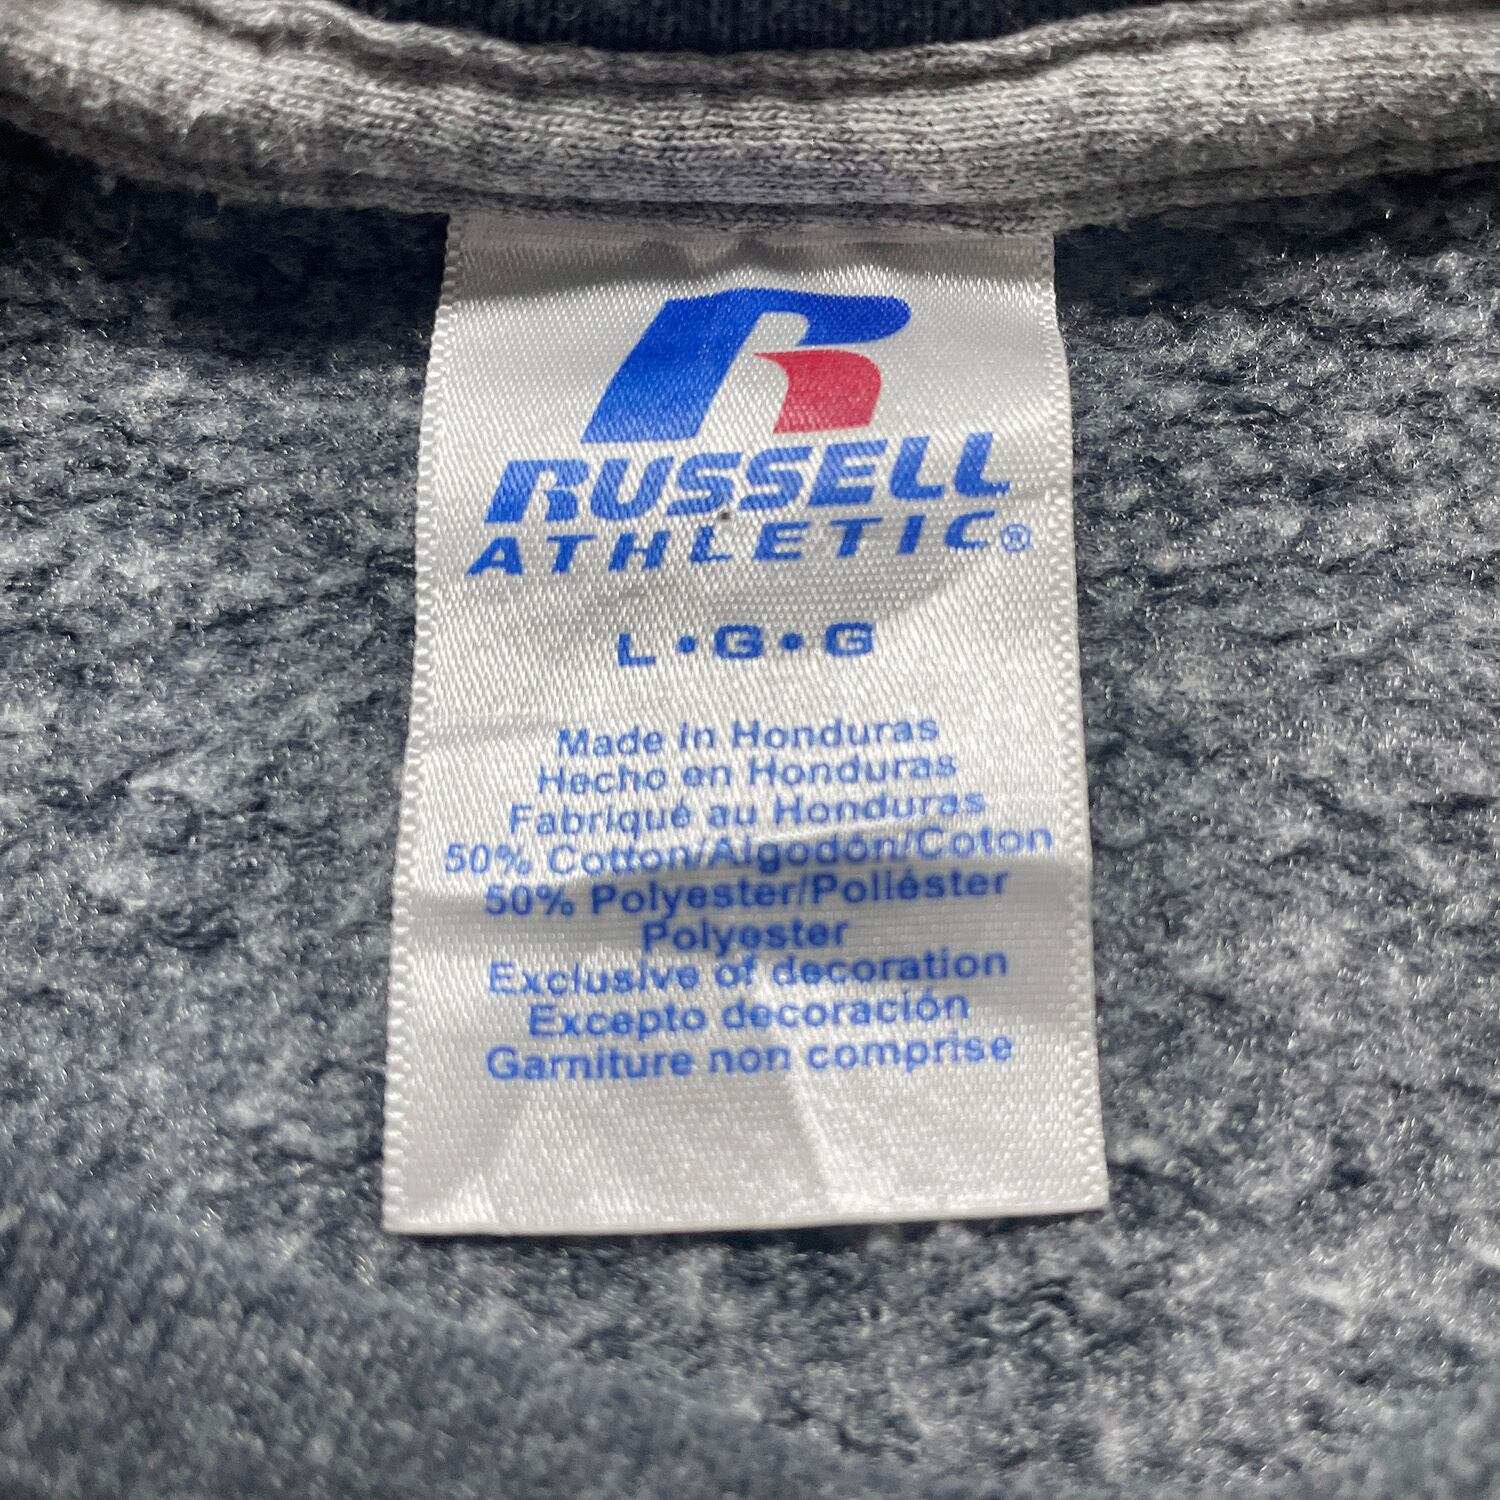 RUSSELL
ATHLETIC®
L•G•G
Made in Honduras
Hecho en Honduras
Fabriqué au Honduras
50% Cotton/Algodón/Coton
50% Polyester/Poliéster
Polyester
Exclusive of decoration
Excepto decoración
Garniture non comprise